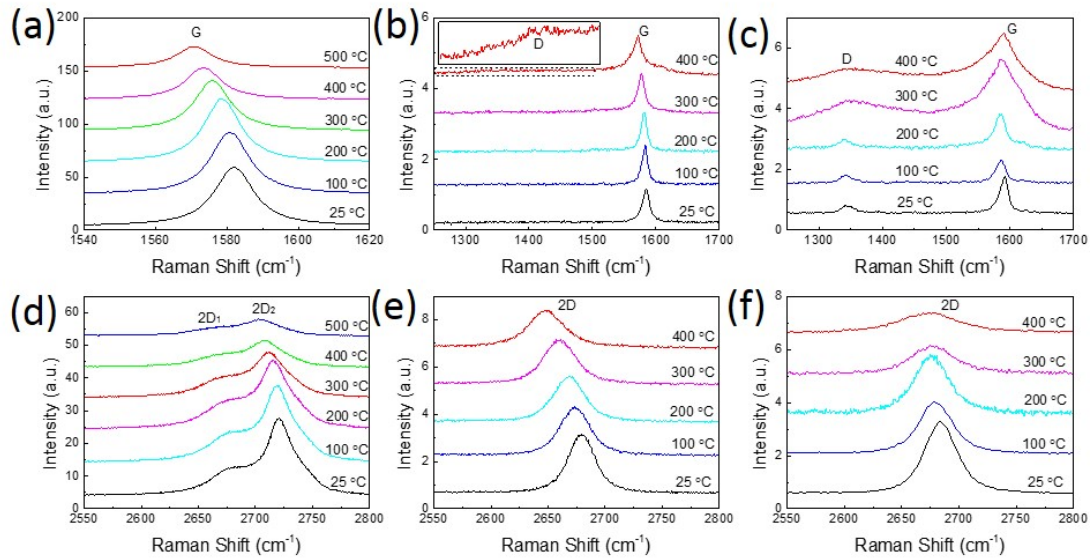 (a)
200
150
100
50
0
Intensity (a.u.)
G
500 °C
400 °C
300 °C
200 °C
100 °C
25 °C
1540 1560 1580 1600 1620
Raman Shift (cm-1)
(b)
6
4
2
0
Intensity (a.u.)
D
G
400 °C
300 °C
200 °C
100 °C
25 °C
1300 1400 1500 1600 1700
Raman Shift (cm-1)
(c)
6
4
2
0
Intensity (a.u.)
D
G
400 °C
300 °C
200 °C
100 °C
25 °C
1300 1400 1500 1600 1700
Raman Shift (cm-1)
(d)
60
50
40
30
20
10
0
Intensity (a.u.)
2D1
2D2
500 °C
400 °C
300 °C
200 °C
100 °C
25 °C
2550 2600 2650 2700 2750 2800
Raman Shift (cm-1)
(e)
8
6
4
2
0
Intensity (a.u.)
2D
400 °C
300 °C
200 °C
100 °C
25 °C
2550 2600 2650 2700 2750 2800
Raman Shift (cm-1)
(f)
8
6
4
2
0
Intensity (a.u.)
2D
400 °C
300 °C
200 °C
100 °C
25 °C
2550 2600 2650 2700 2750 2800
Raman Shift (cm-1)